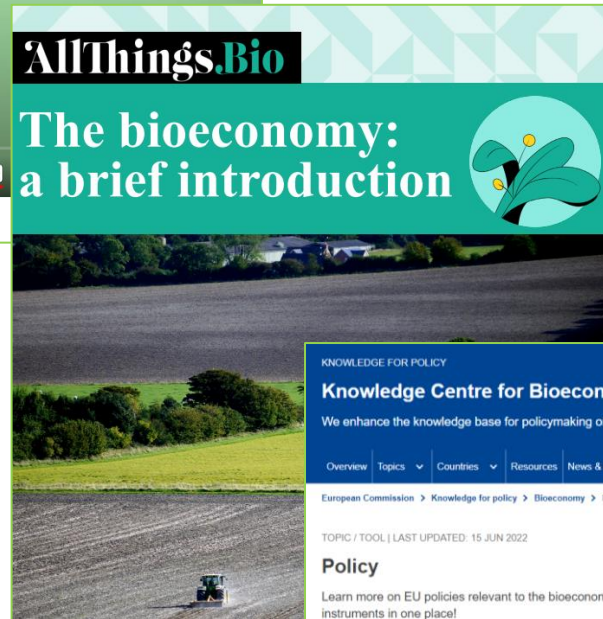 AllThings.Bio
The bioeconomy:
a brief introduction
KNOWLEDGE FOR POLICY
Knowledge Centre for
We enhance the knowledge base for policymaking
Overview Topics Countries Resources News &
European Commission > Knowledge for policy > Bioeconomy >
TOPIC / TOOL | LAST UPDATED: 15 JUN 2022
Policy
Learn more on EU policies relevant to the
instruments in one place!